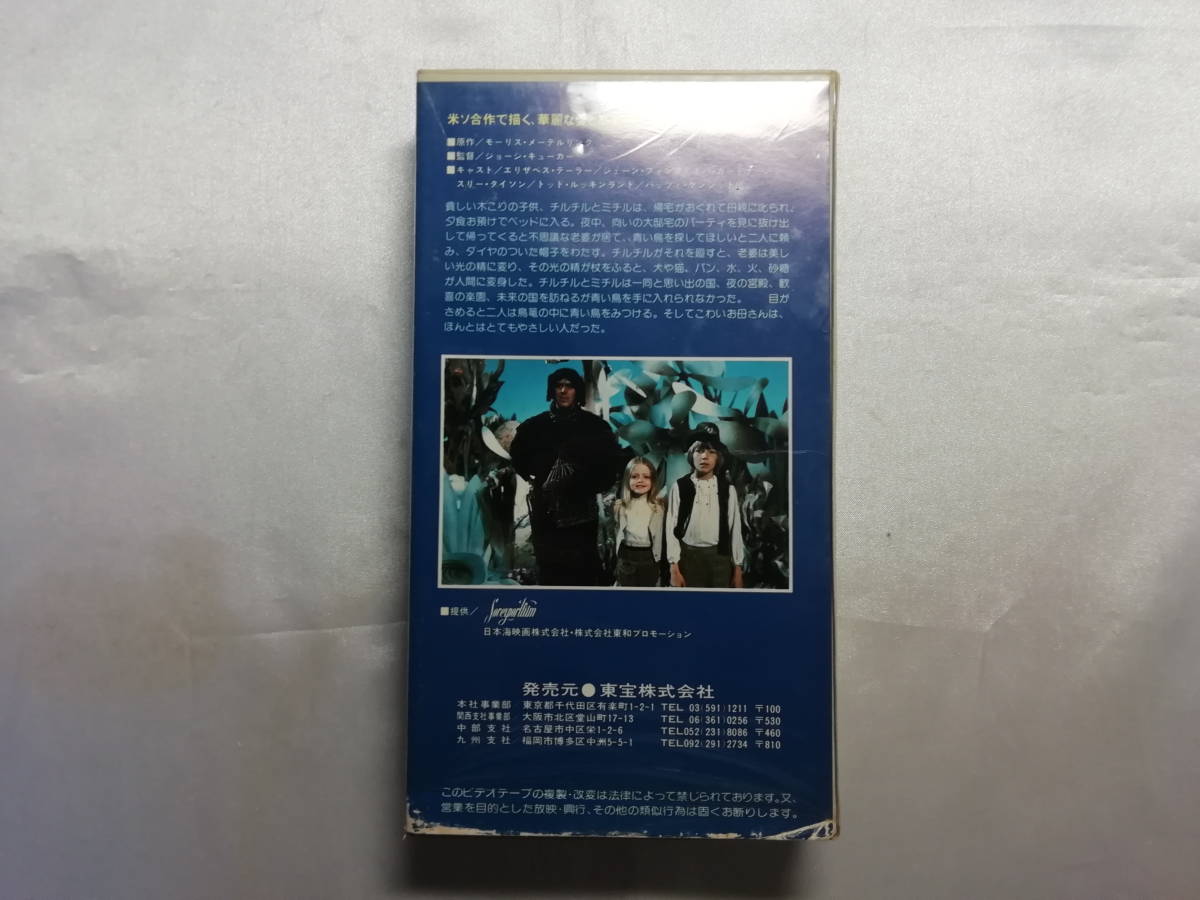 米ソ合作で描く、華麗な
■原作/モーリス・メーテルリンク
■監督/ジョージ・キューカー
■キャスト/エリザベス・テーラー/ジェーン・フォンダ/
スリー・タイソン/トッド・ルッキンランド/パッツィ・ケンジット
貧しい木こりの子供、チルチルとミチルは、帰宅がおくれて母親に叱られ、
夕食お預けでベッドに入る。夜中、向いの大邸宅のパーティを見に抜け出
して帰ってくると不思議な老婆が居て、青い鳥を探してほしいと二人に頼
み、ダイヤのついた帽子をわたす。チルチルがそれを廻すと、老婆は美し
い光の精に変り、その光の精が杖をふると、犬や猫、パン、水、火、砂糖
が人間に変身した。チルチルとミチルは一同と思い出の国、夜の宮殿、歓
喜の楽園、未来の国を訪ねるが青い鳥を手に入れられなかった。 目が
さめると二人は鳥篭の中に青い鳥をみつける。そしてこわいお母さんは、
ほんとはとてもやさしい人だった。
■提供/ Sovexportfilm
日本海映画株式会社・株式会社東和プロモーション
発売元●東宝株式会社
本社事業部 東京都千代田区有楽町1-2-1 TEL 03(591)1211 〒100
関西支社事業部 大阪市北区堂山町17-13 TEL 06(361)0256 〒530
中部支社 名古屋市中区栄1-2-6 TEL052(231)8086 〒460
九州支社 福岡市博多区中洲5-5-1 TEL092(291)2734 〒810
このビデオテープの複製・改変は法律によって禁じられております。又、
営業を目的とした放映・興行、その他の類似行為は固くお断りします。